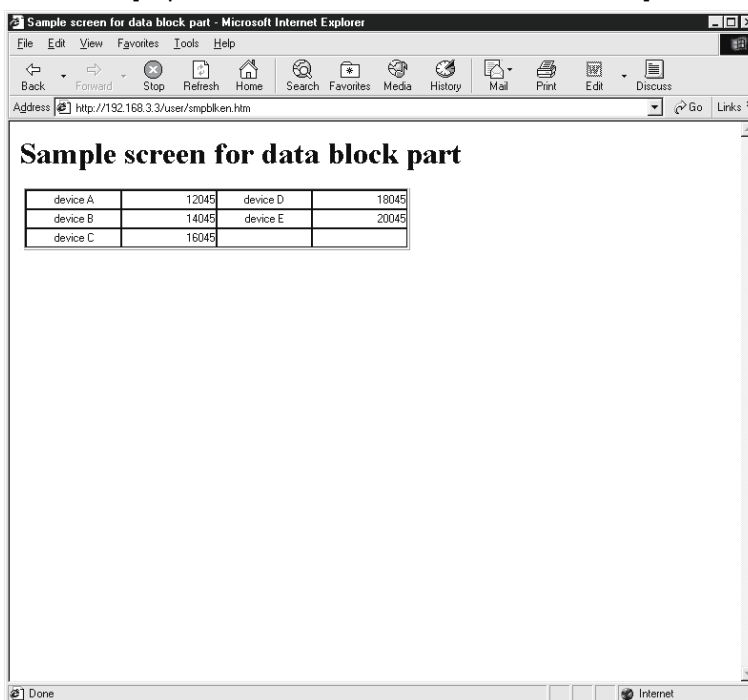 Sample screen for data block part - Microsoft Internet Explorer
File Edit View Favorites Tools Help
Back Forward Stop Refresh Home Search Favorites Media History Mail Print Edit Discuss
Address http://192.168.3.3/user/smpblken.htm Go Links
Sample screen for data block part
device A 12045 device D 18045
device B 14045 device E 20045
device C 16045
Done Internet